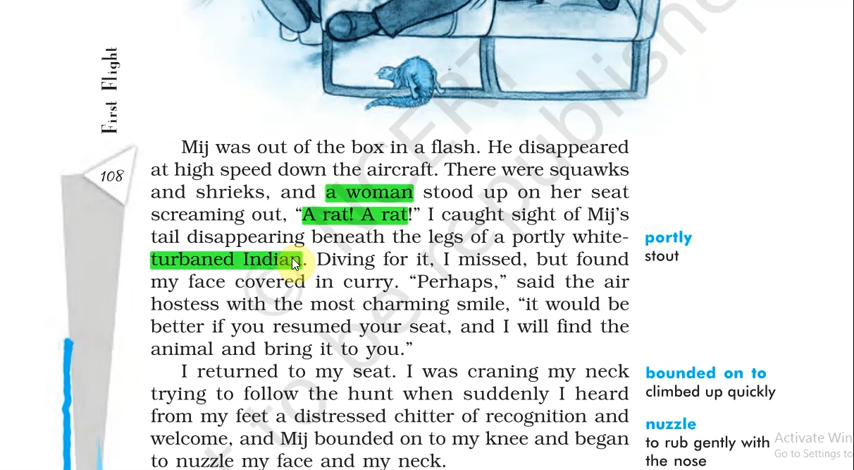 First Flight
108
Mij was out of the box in a flash. He disappeared
at high speed down the aircraft. There were squawks
and shrieks, and a woman stood up on her seat
screaming out, “A rat! A rat!” I caught sight of Mij’s
tail disappearing beneath the legs of a portly white-
turbaned Indian. Diving for it, I missed, but found
my face covered in curry. “Perhaps,” said the air
hostess with the most charming smile, “it would be
better if you resumed your seat, and I will find the
animal and bring it to you.”
I returned to my seat. I was craning my neck
trying to follow the hunt when suddenly I heard
from my feet a distressed chitter of recognition and
welcome, and Mij bounded on to my knee and began
to nuzzle my face and my neck.
portly
stout
bounded on to
climbed up quickly
nuzzle
to rub gently with
the nose
Activate Win
Go to Settings to
© NCERT
not to be republished